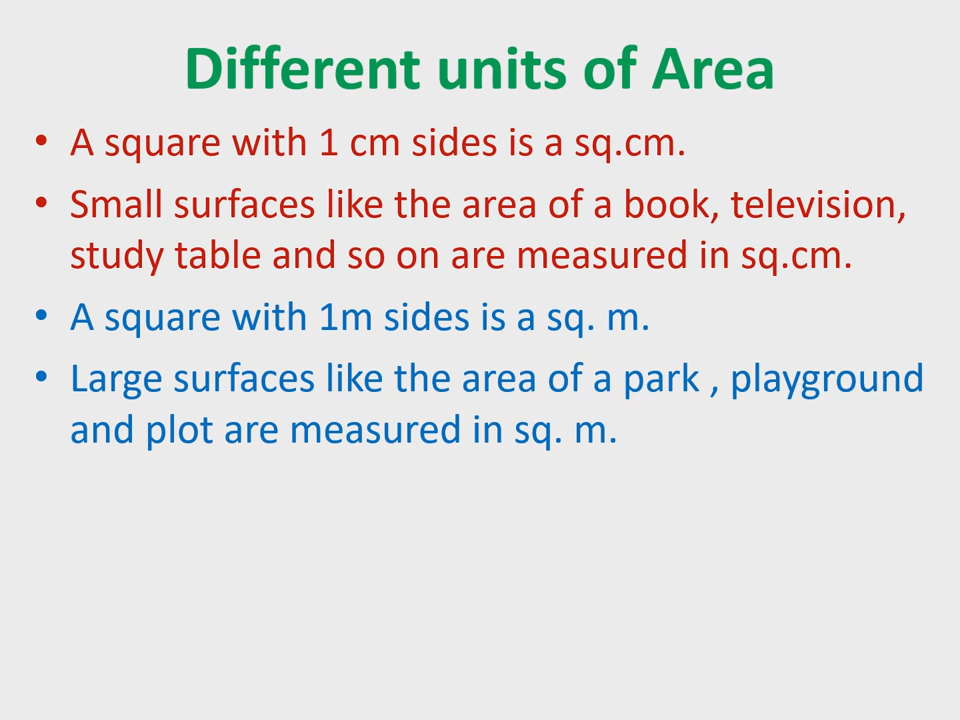 Different units of Area
• A square with 1 cm sides is a sq.cm.
• Small surfaces like the area of a book, television,
study table and so on are measured in sq.cm.
• A square with 1m sides is a sq. m.
• Large surfaces like the area of a park , playground
and plot are measured in sq. m.